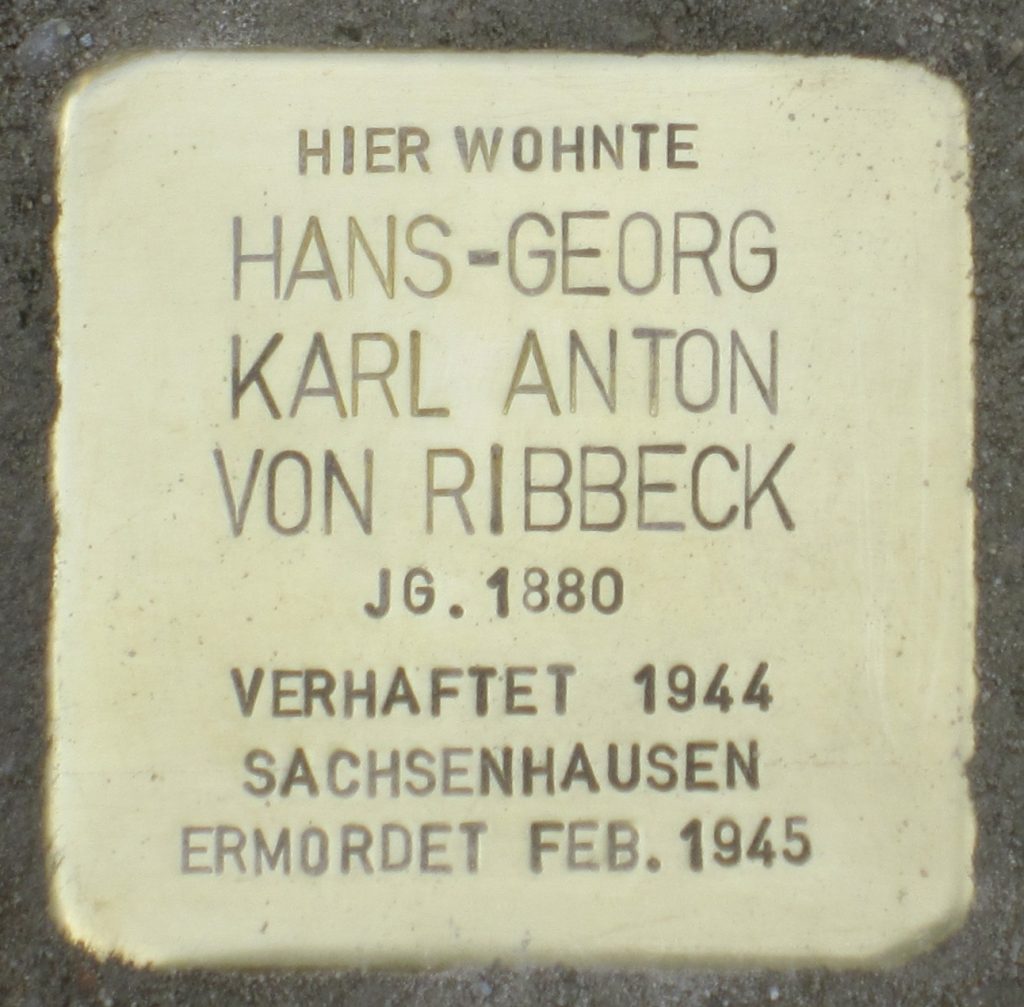 HIER WOHNTE
HANS-GEORG
KARL ANTON
VON RIBBECK
JG. 1880
VERHAFTET 1944
SACHSENHAUSEN
ERMORDET FEB. 1945